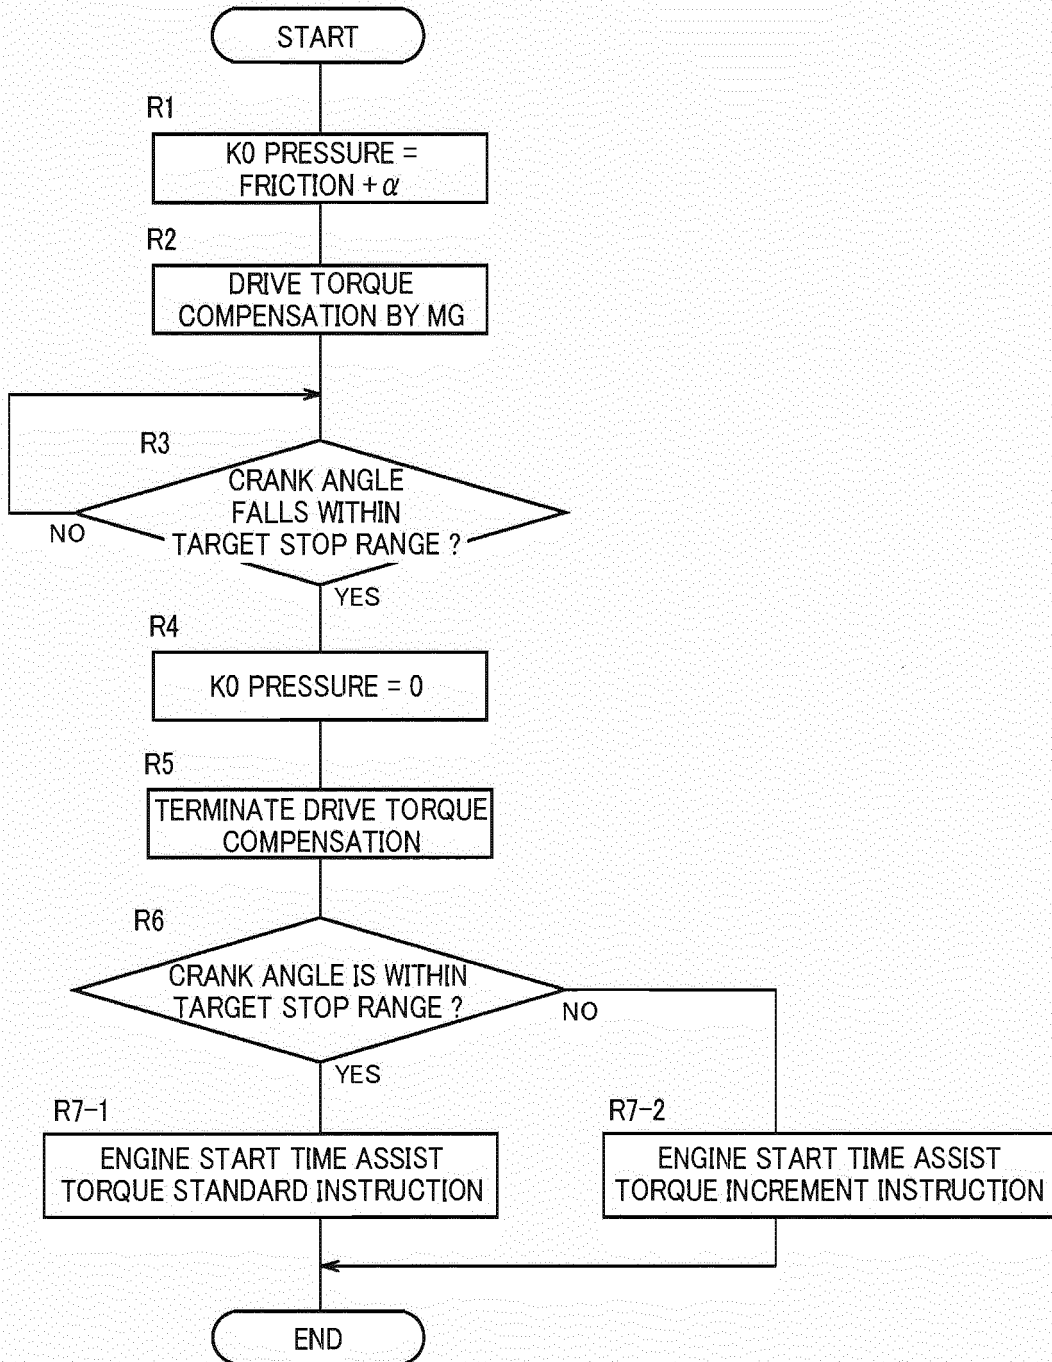 START
R1
K0 PRESSURE =
FRICTION + α
R2
DRIVE TORQUE
COMPENSATION BY MG
R3
CRANK ANGLE
FALLS WITHIN
TARGET STOP RANGE ?
NO
YES
R4
K0 PRESSURE = 0
R5
TERMINATE DRIVE TORQUE
COMPENSATION
R6
CRANK ANGLE IS WITHIN
TARGET STOP RANGE ?
NO
YES
R7-1
ENGINE START TIME ASSIST
TORQUE STANDARD INSTRUCTION
R7-2
ENGINE START TIME ASSIST
TORQUE INCREMENT INSTRUCTION
END